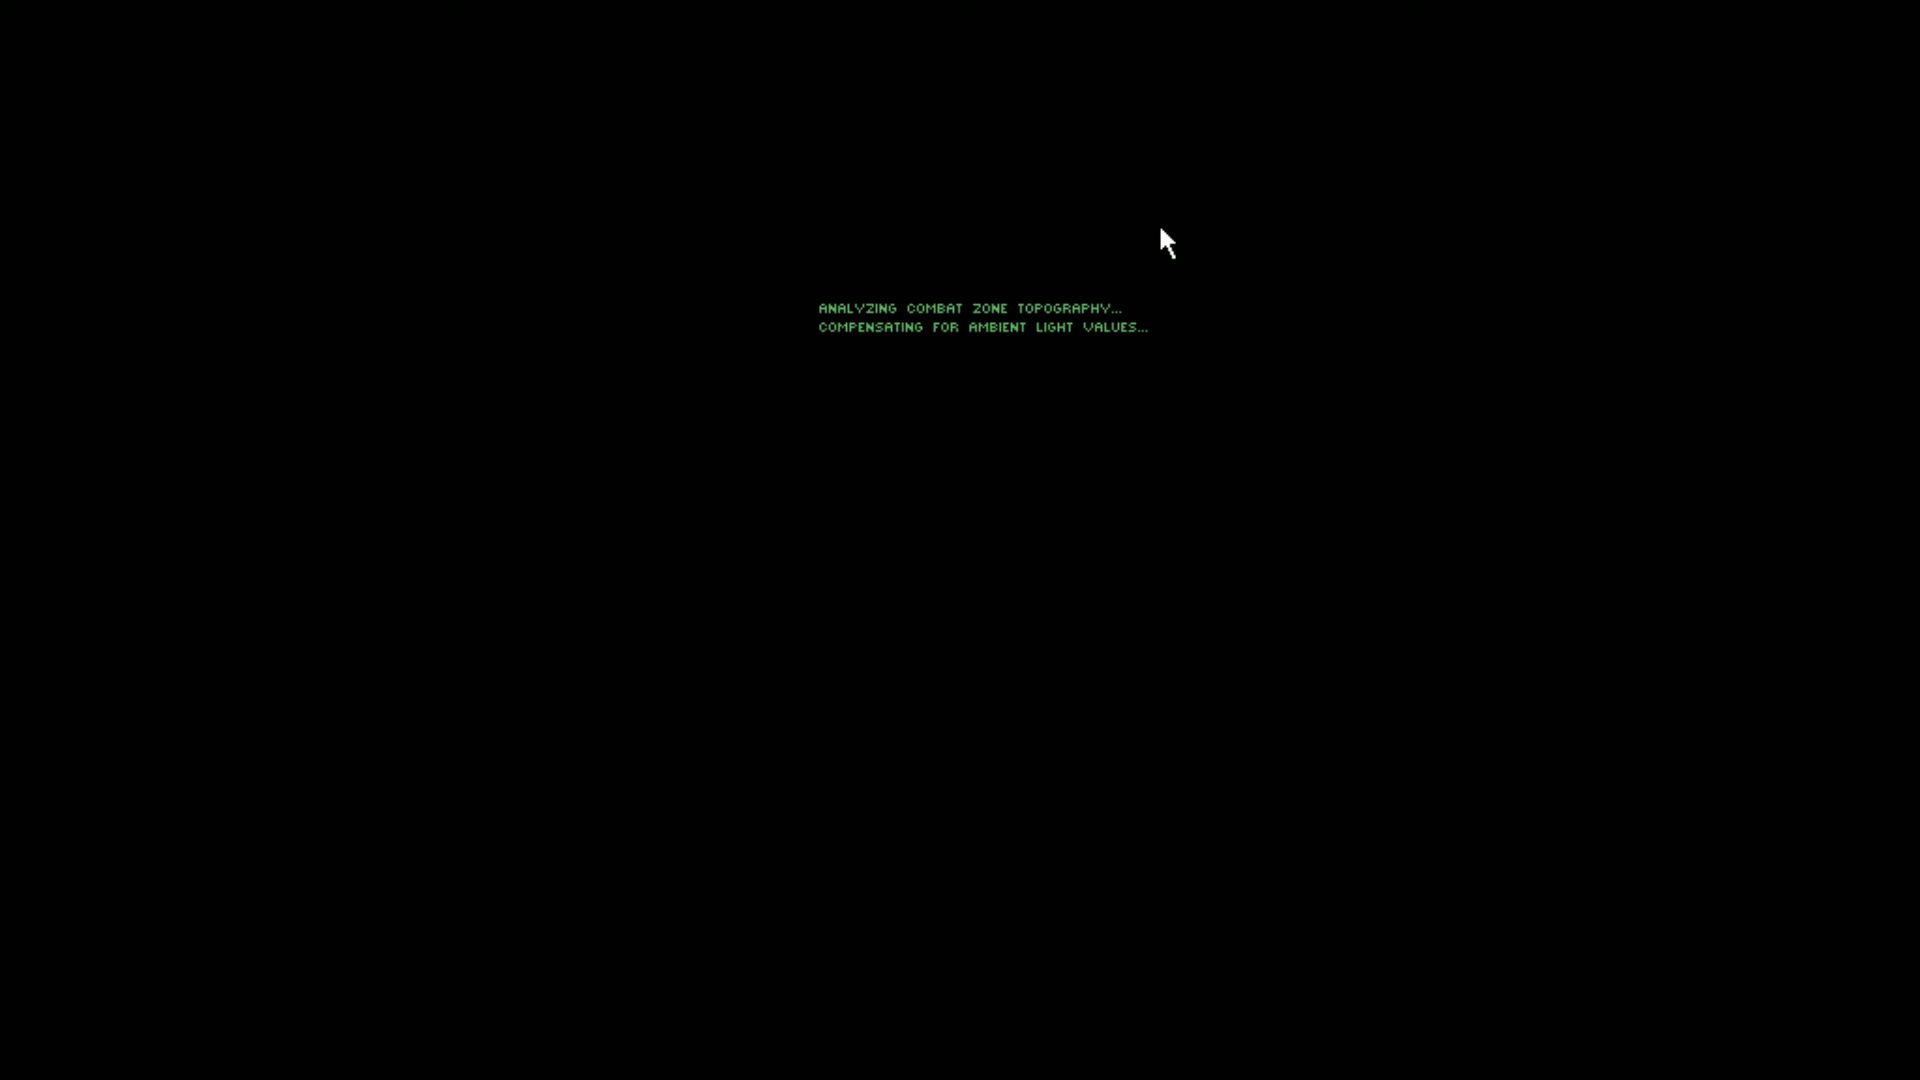 ANALYZING COMBAT ZONE TOPOGRAPHY...
COMPENSATING FOR AMBIENT LIGHT VALUES...